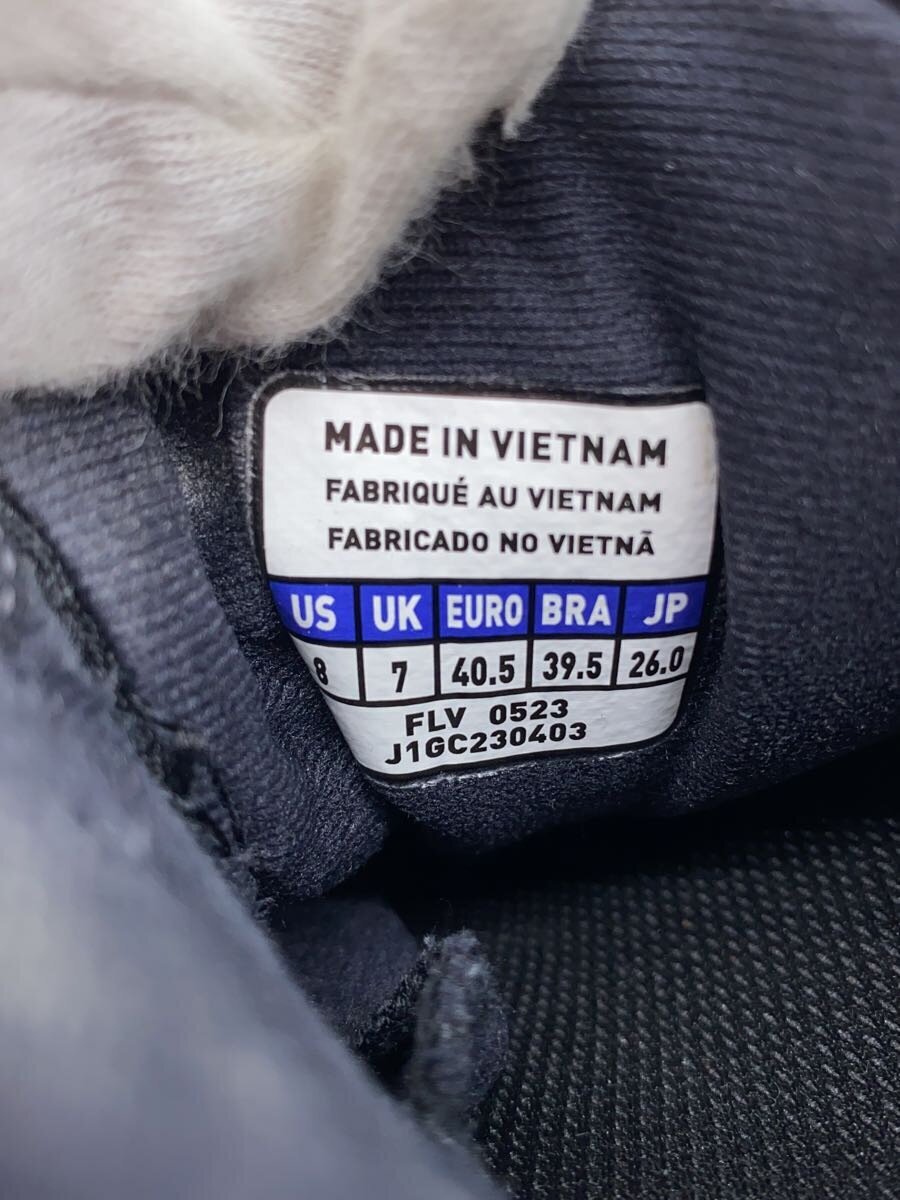 MADE IN VIETNAM
FABRIQUÉ AU VIETNAM
FABRICADO NO VIETNÃ
US UK EURO BRA JP
8 7 40.5 39.5 26.0
FLV 0523
J1GC230403